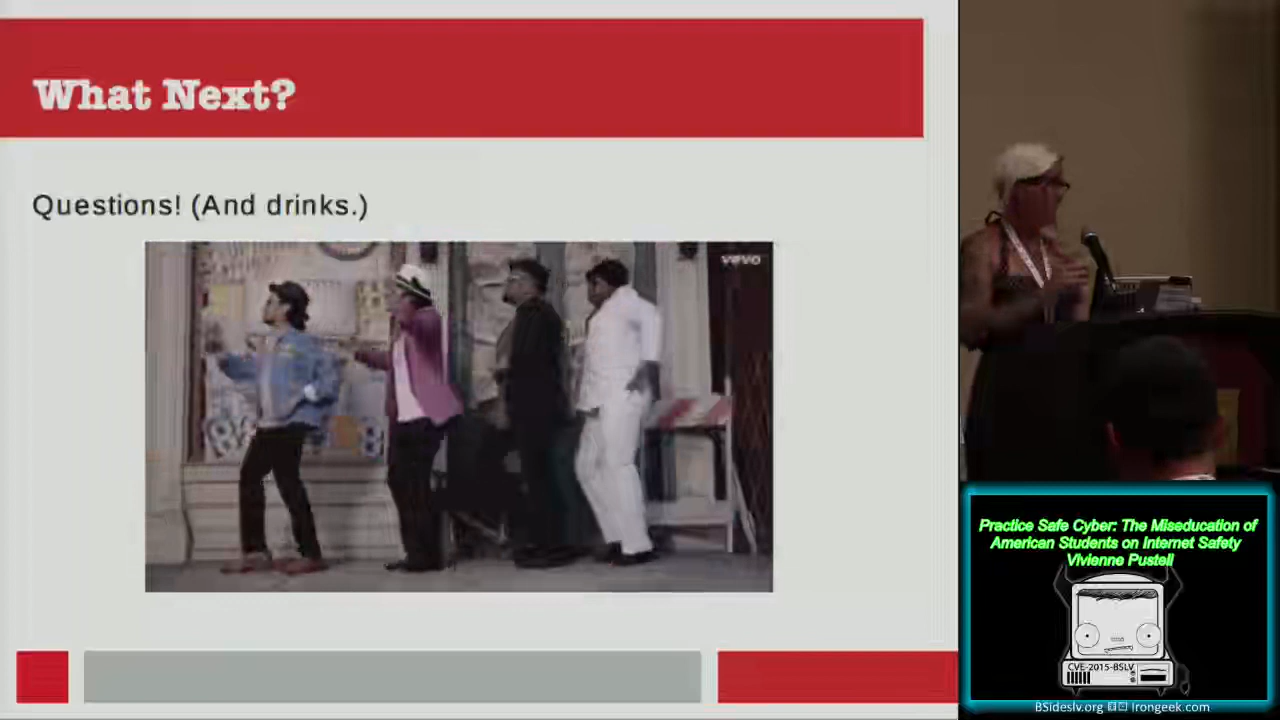 What Next?
Questions! (And drinks.)
vevo
Practice Safe Cyber: The Miseducation of
American Students on Internet Safety
Vivienne Pustell
CVE-2015-BSLV
BSideslv.org Irongeek.com